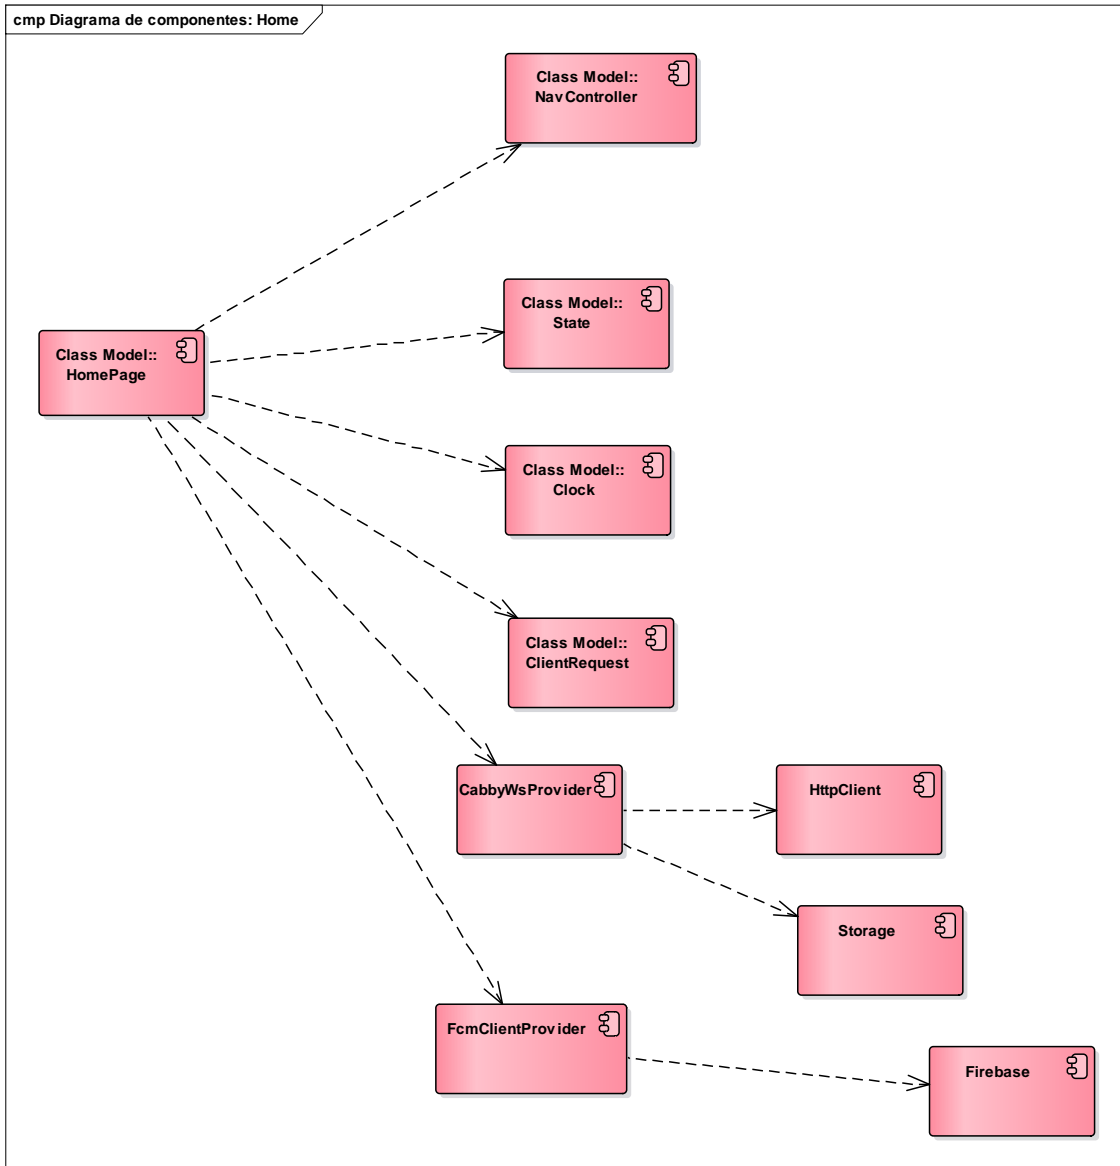 cmp Diagrama de componentes: Home
Class Model::
NavController
Class Model::
State
Class Model::
HomePage
Class Model::
Clock
Class Model::
ClientRequest
CabbyWsProvider
HttpClient
Storage
FcmClientProvider
Firebase